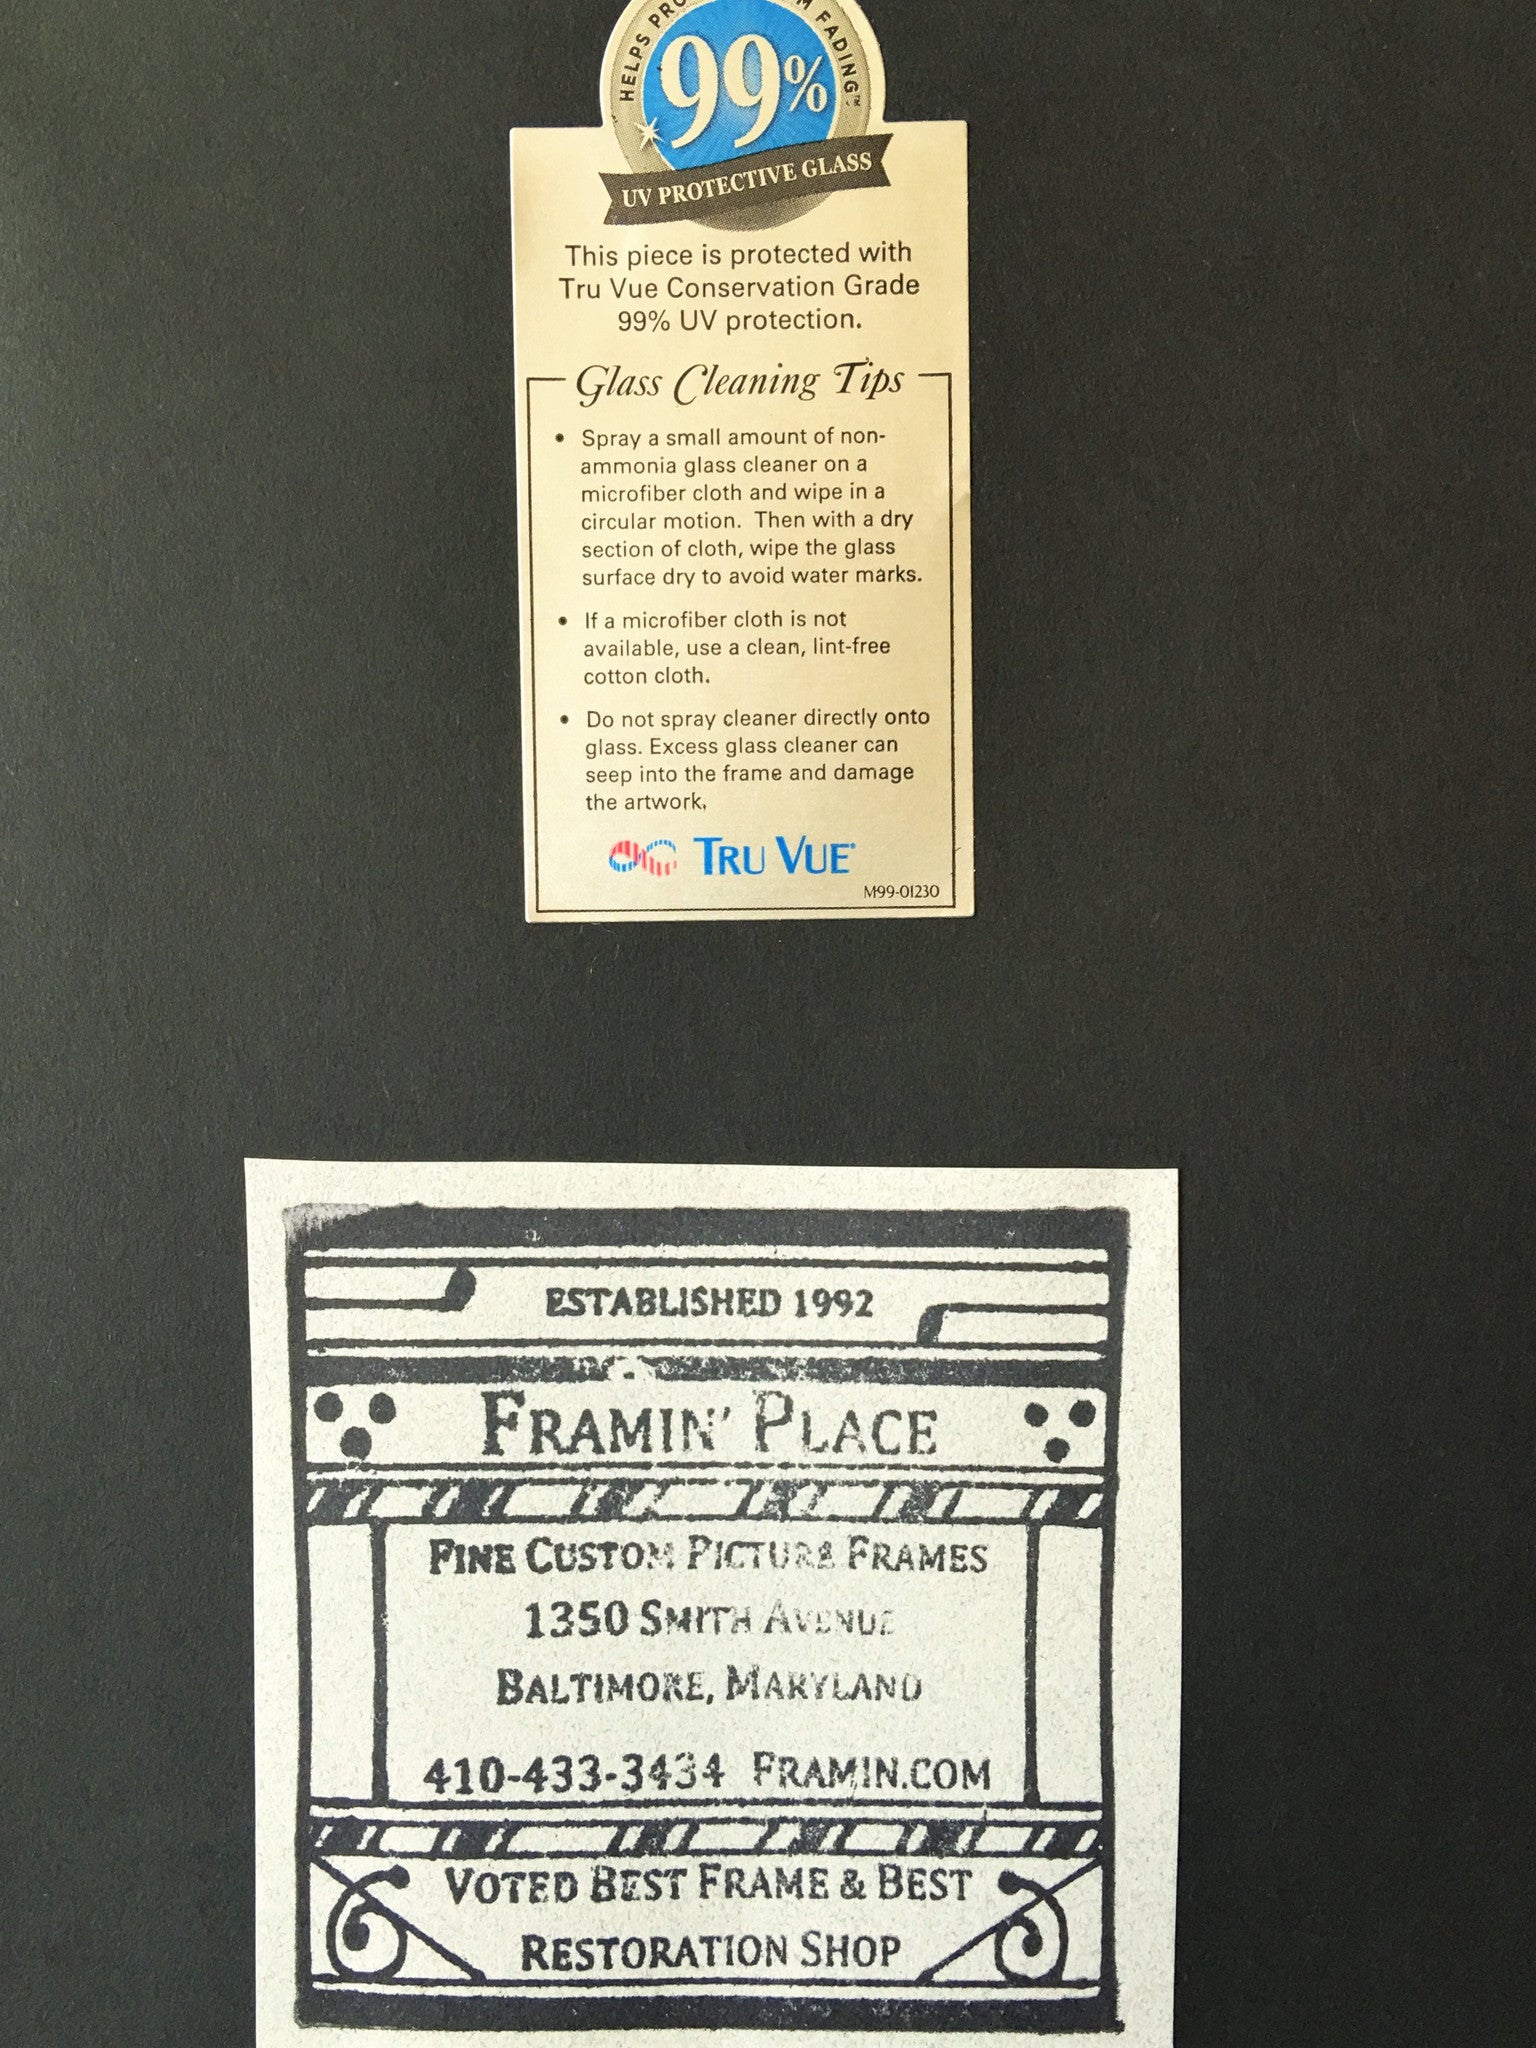 HELPS PRO M FADING™
99%
UV PROTECTIVE GLASS
This piece is protected with
Tru Vue Conservation Grade
99% UV protection.
Glass Cleaning Tips
• Spray a small amount of non-
ammonia glass cleaner on a
microfiber cloth and wipe in a
circular motion. Then with a dry
section of cloth, wipe the glass
surface dry to avoid water marks.
• If a microfiber cloth is not
available, use a clean, lint-free
cotton cloth.
• Do not spray cleaner directly onto
glass. Excess glass cleaner can
seep into the frame and damage
the artwork.
TRU VUE®
M99-01230
ESTABLISHED 1992
FRAMIN' PLACE
FINE CUSTOM PICTURE FRAMES
1350 SMITH AVENUE
BALTIMORE, MARYLAND
410-433-3434 FRAMIN.COM
VOTED BEST FRAME & BEST
RESTORATION SHOP